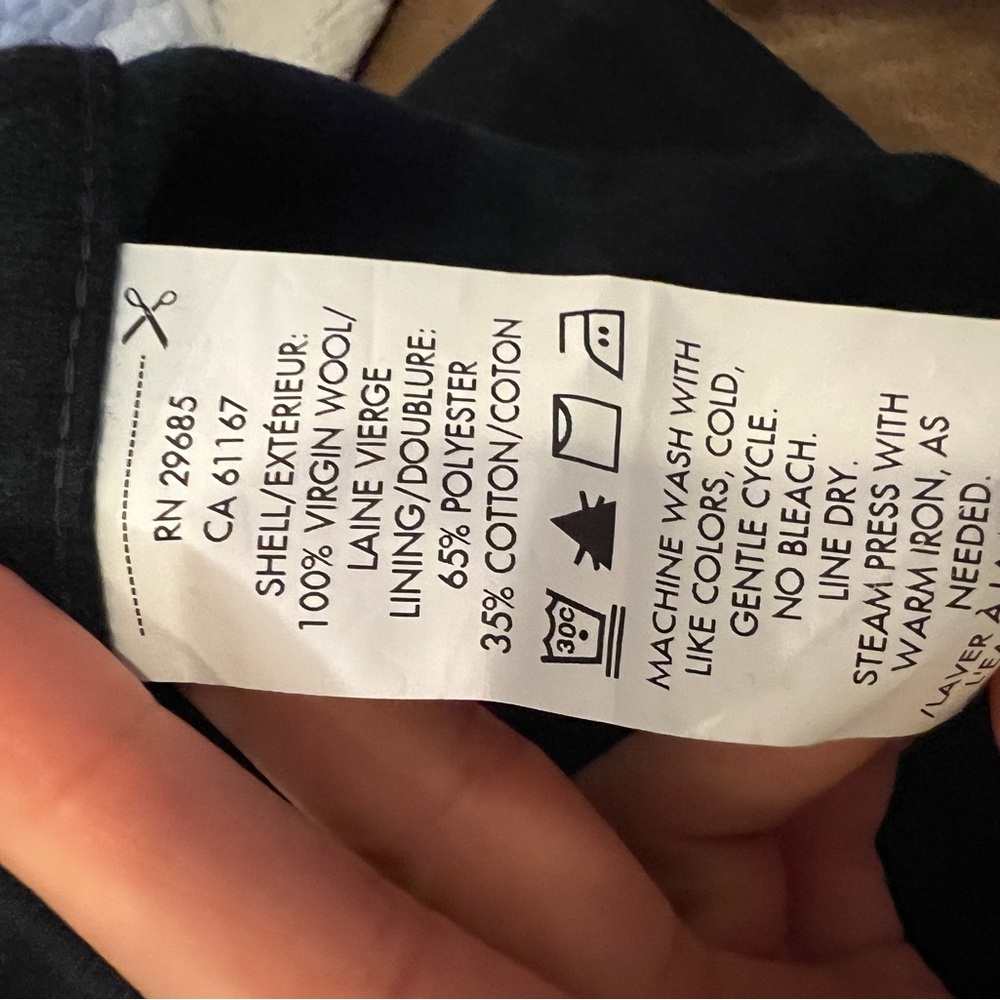 RN 29685
CA 61167
SHELL/EXTÉRIEUR:
100% VIRGIN WOOL/
LAINE VIERGE
LINING/DOUBLURE:
65% POLYESTER
35% COTTON/COTON
30C
MACHINE WASH WITH
LIKE COLORS, COLD,
GENTLE CYCLE.
NO BLEACH.
LINE DRY.
STEAM PRESS WITH
WARM IRON, AS
NEEDED.
/LAVER À